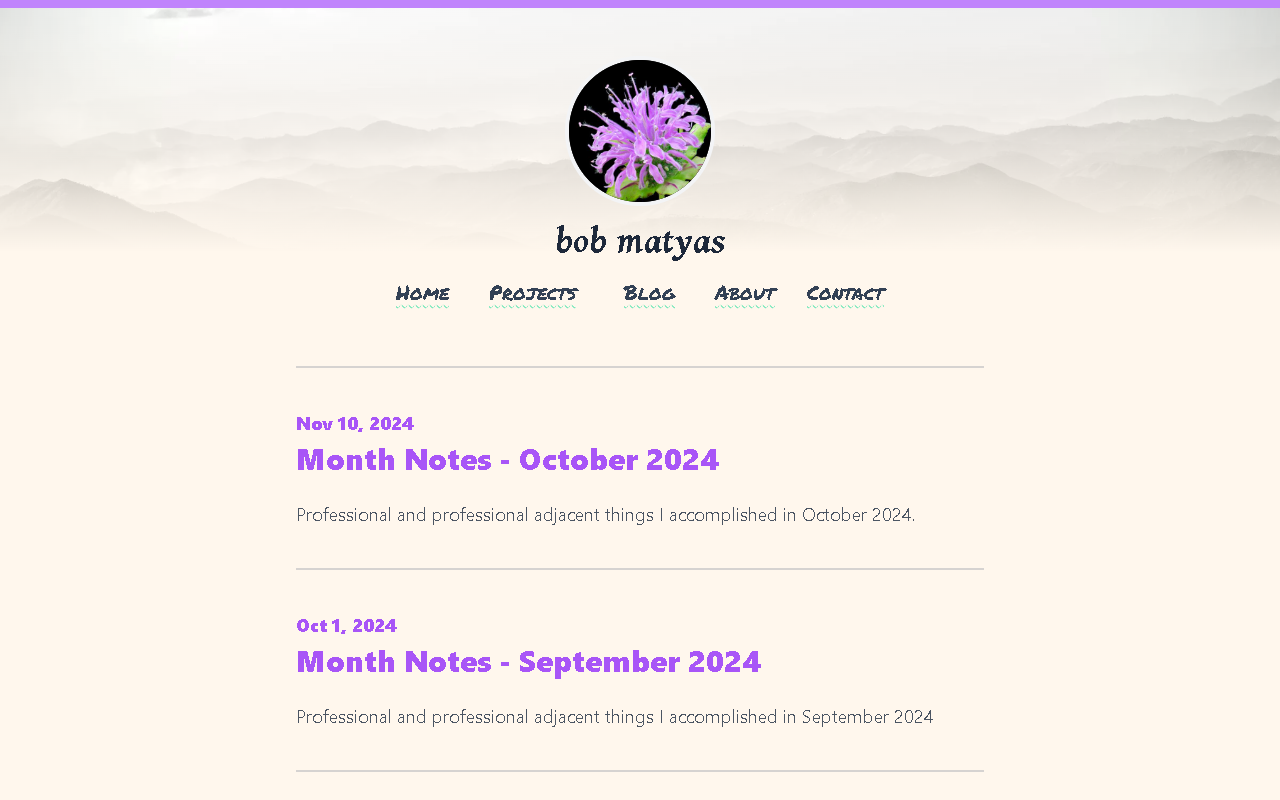 bob matyas
Home Projects Blog About Contact
Nov 10, 2024
Month Notes - October 2024
Professional and professional adjacent things I accomplished in October 2024.
Oct 1, 2024
Month Notes - September 2024
Professional and professional adjacent things I accomplished in September 2024